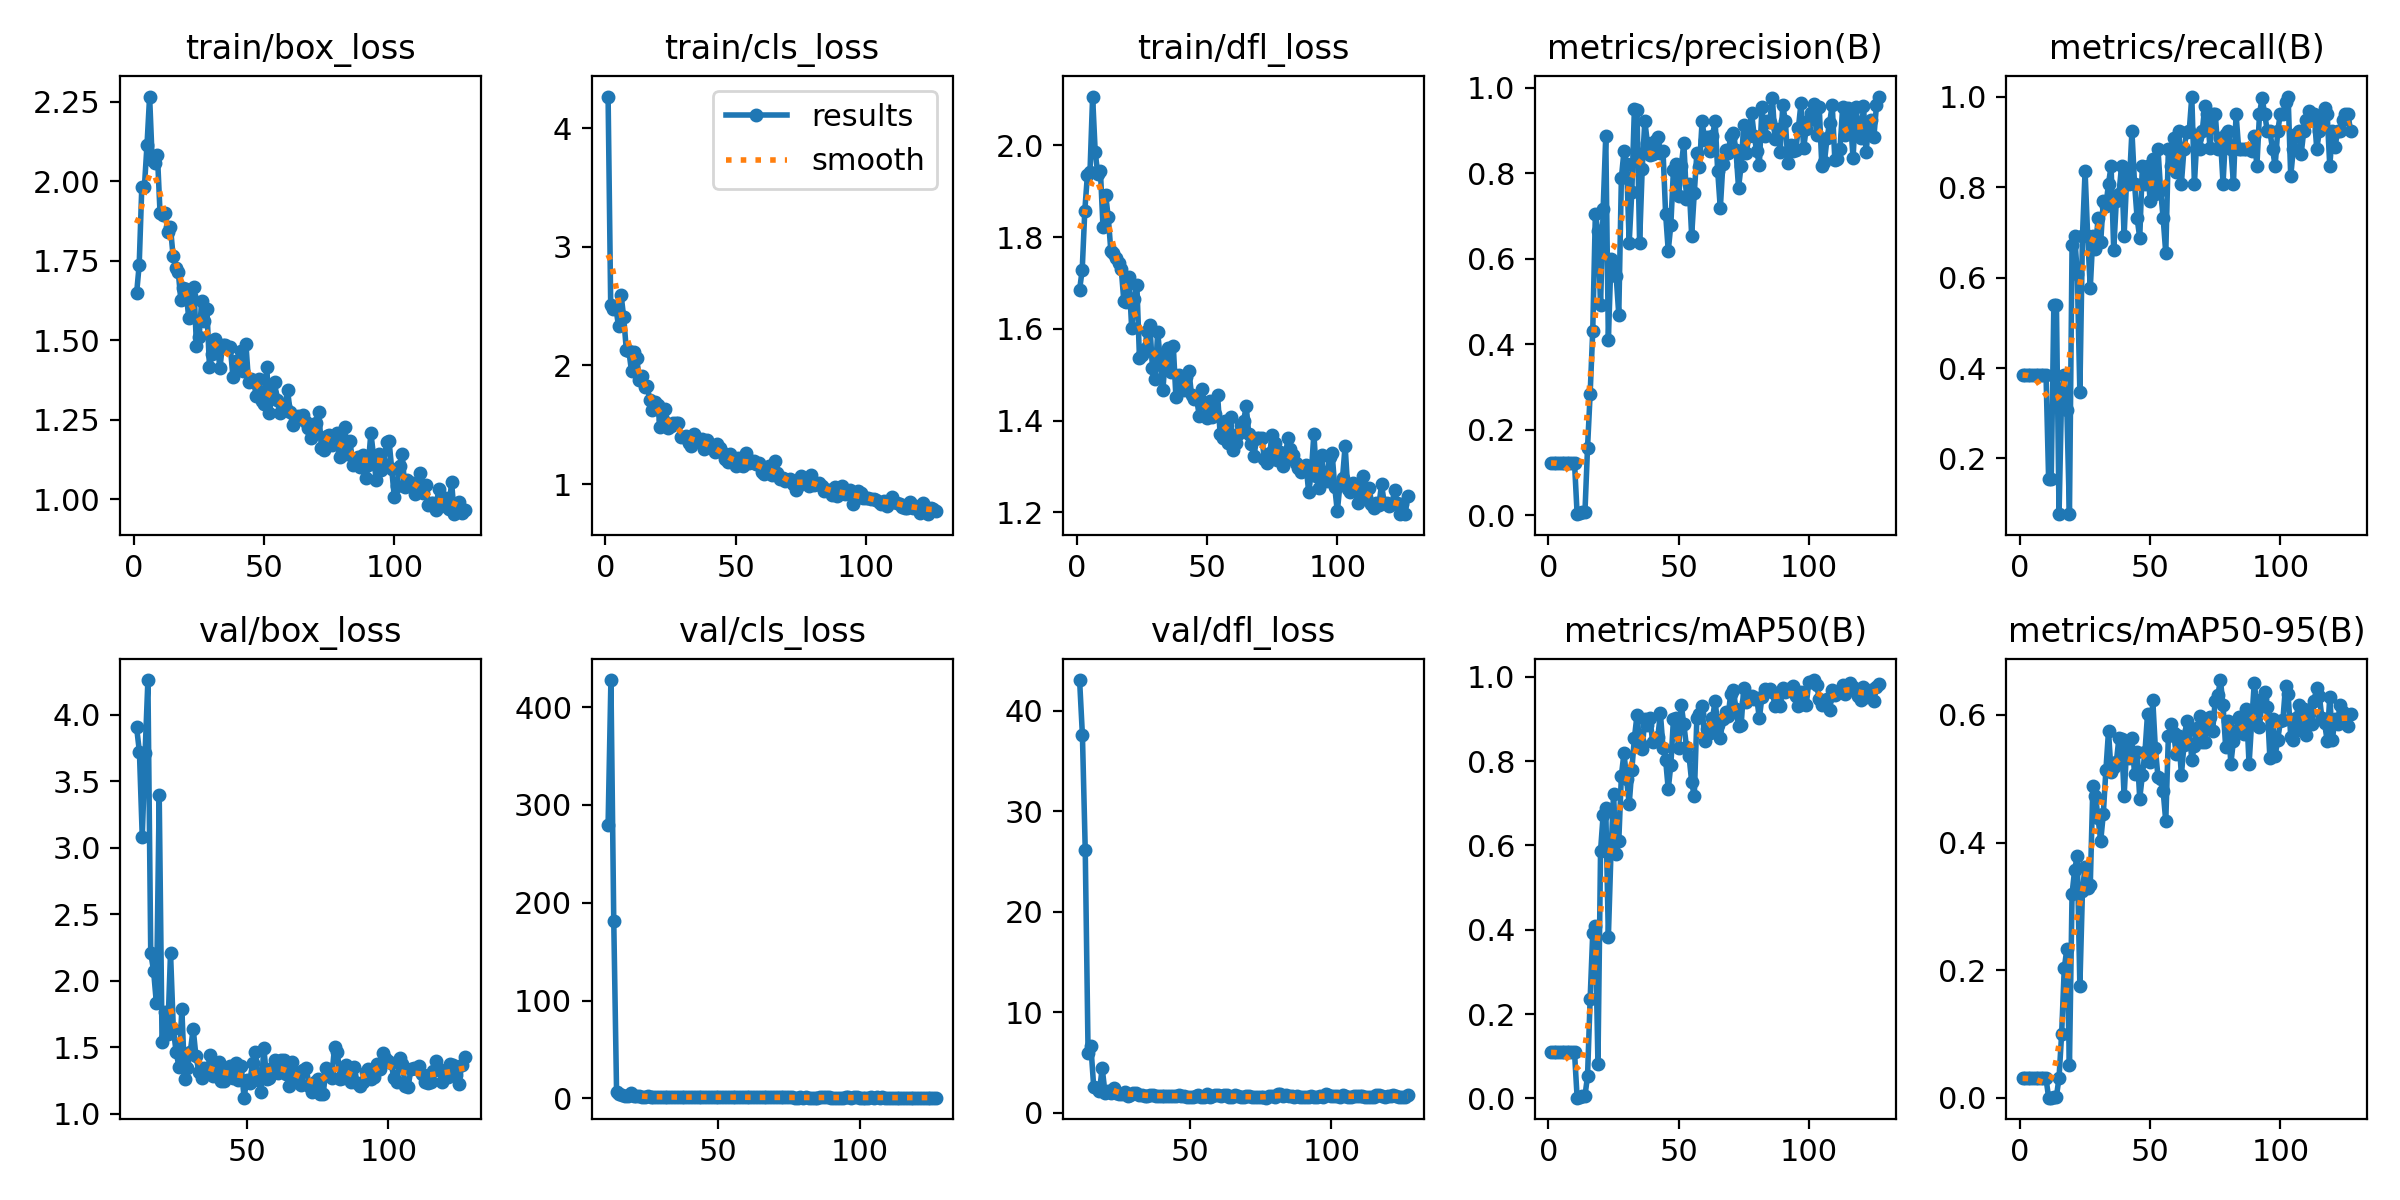 train/box_loss
2.25
2.00
1.75
1.50
1.25
1.00
0 50 100
train/cls_loss
results
smooth
4
3
2
1
0 50 100
train/dfl_loss
2.0
1.8
1.6
1.4
1.2
0 50 100
metrics/precision(B)
1.0
0.8
0.6
0.4
0.2
0.0
0 50 100
metrics/recall(B)
1.0
0.8
0.6
0.4
0.2
0 50 100
val/box_loss
4.0
3.5
3.0
2.5
2.0
1.5
1.0
50 100
val/cls_loss
400
300
200
100
0
50 100
val/dfl_loss
40
30
20
10
0
50 100
metrics/mAP50(B)
1.0
0.8
0.6
0.4
0.2
0.0
0 50 100
metrics/mAP50-95(B)
0.6
0.4
0.2
0.0
0 50 100